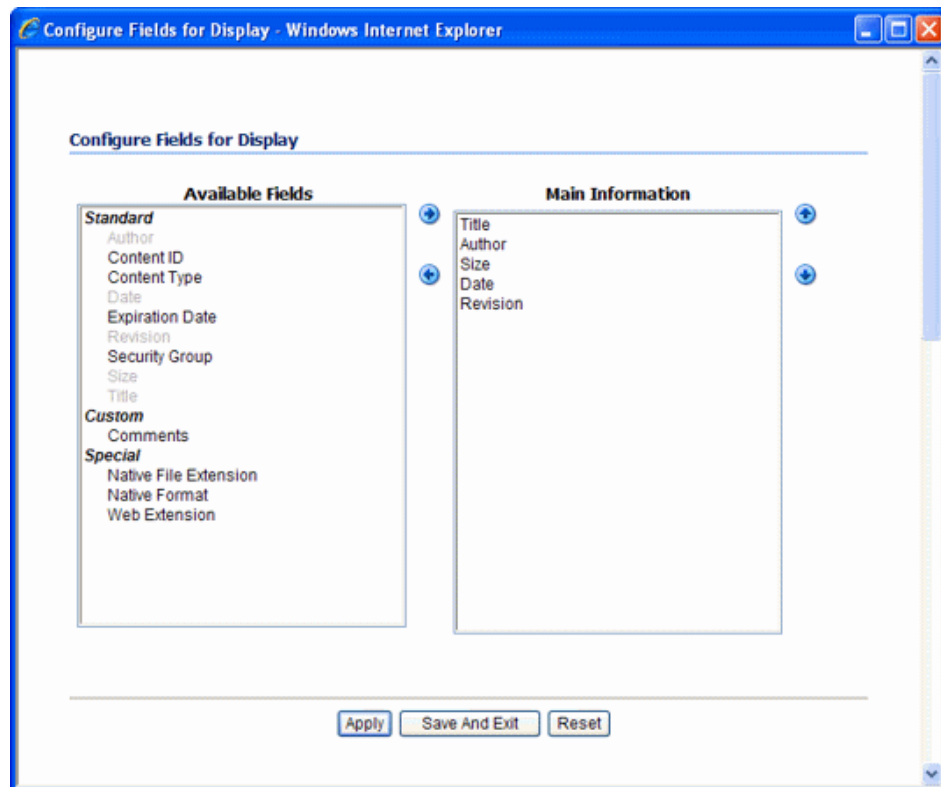 Configure Fields for Display - Windows Internet Explorer
Configure Fields for Display
Available Fields
Standard
Author
Content ID
Content Type
Date
Expiration Date
Revision
Security Group
Size
Title
Custom
Comments
Special
Native File Extension
Native Format
Web Extension
Main Information
Title
Author
Size
Date
Revision
Apply Save And Exit Reset